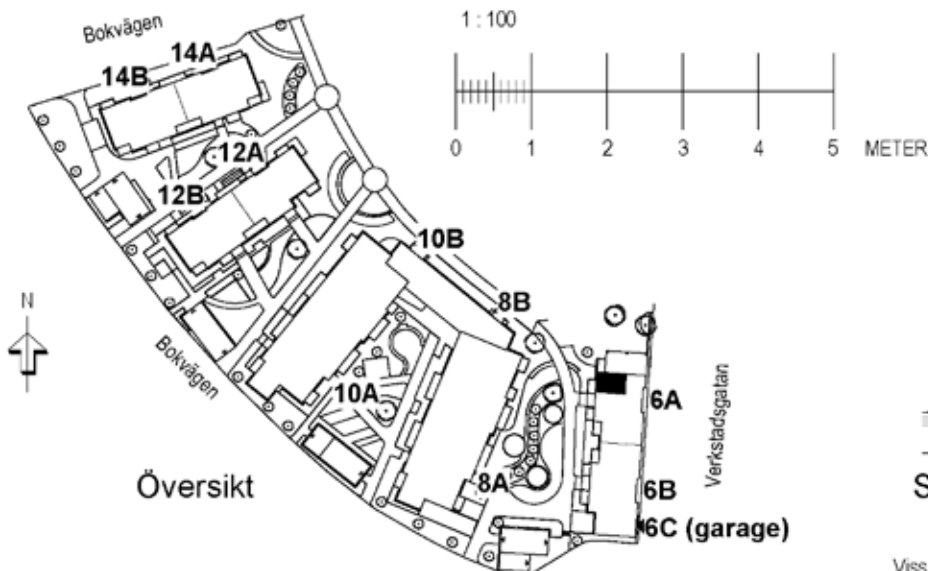 Bokvägen
1 : 100
14A
14B
0 1 2 3 4 5 METER
12A
12B
10B
N
8B
Bokvägen
10A
6A
Verkstadsgatan
Översikt
8A
6B
S
6C (garage)
Viss